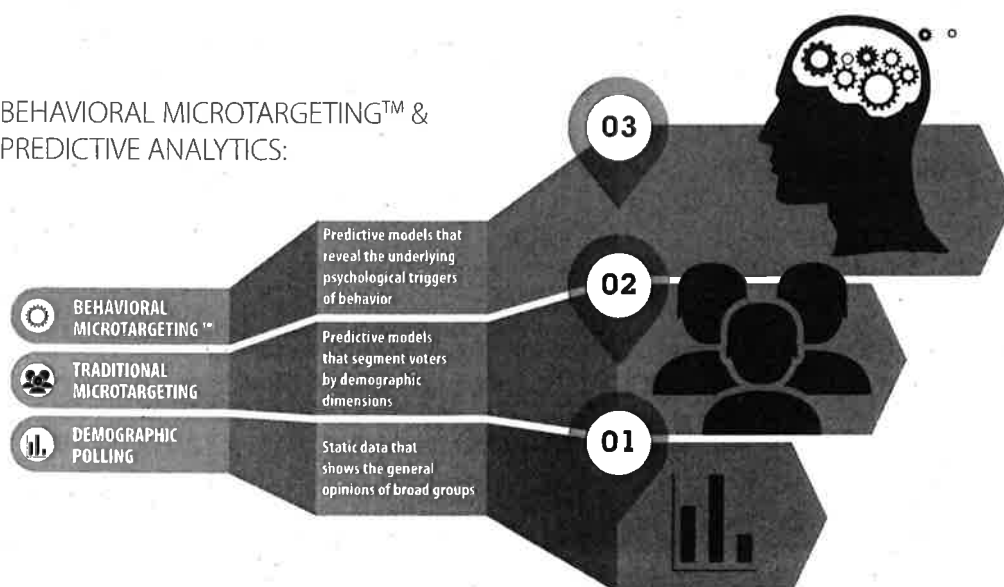 BEHAVIORAL MICROTARGETING™ &
PREDICTIVE ANALYTICS:
03
Predictive models that
reveal the underlying
psychological triggers
of behavior
BEHAVIORAL
MICROTARGETING ™
02
Predictive models
that segment voters
by demographic
dimensions
TRADITIONAL
MICROTARGETING
01
Static data that
shows the general
opinions of broad groups
DEMOGRAPHIC
POLLING